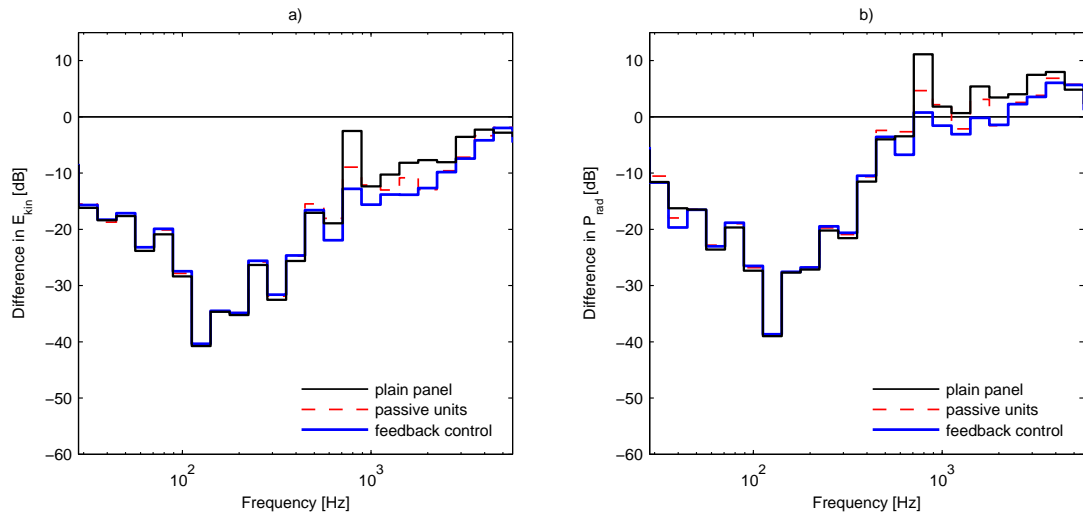 a)
10
0
−10
−20
−30
−40
−50
−60
Difference in E_kin [dB]
plain panel
passive units
feedback control
10^2
10^3
Frequency [Hz]
b)
10
0
−10
−20
−30
−40
−50
−60
Difference in P_rad [dB]
plain panel
passive units
feedback control
10^2
10^3
Frequency [Hz]